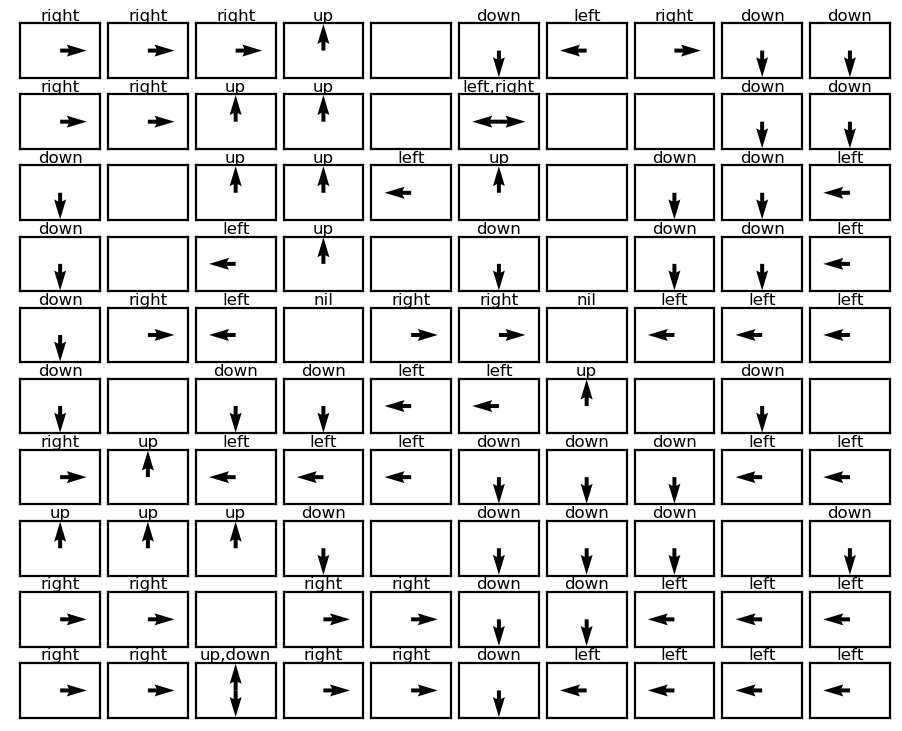 right right right up down left right down down
right right up up left,right down down
down up up left up down down left
down left up down down down left
down right left nil right right nil left left left
down down down left left up down
right up left left left down down down left left
up up up down down down down down
right right right right down down left left left
right right up,down right right down left left left left